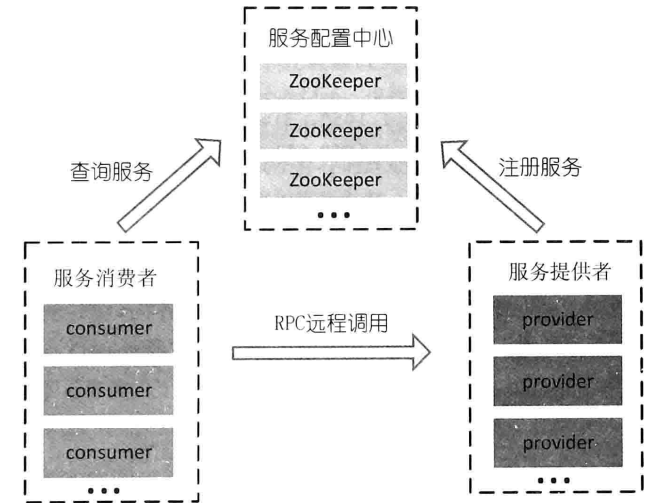 服务配置中心
ZooKeeper
ZooKeeper
ZooKeeper
...
查询服务
注册服务
服务消费者
consumer
consumer
consumer
...
RPC远程调用
服务提供者
provider
provider
provider
...